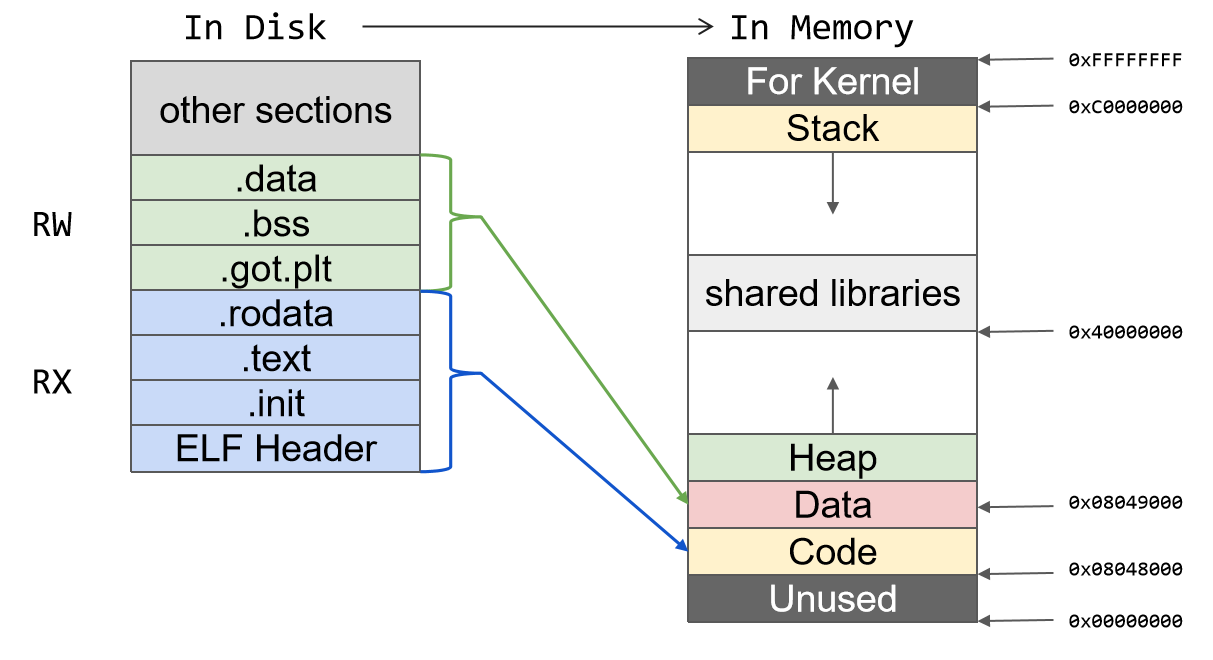 In Disk
In Memory
other sections
.data
.bss
.got.plt
.rodata
.text
.init
ELF Header
RW
RX
For Kernel
Stack
shared libraries
Heap
Data
Code
Unused
0xFFFFFFFF
0xC0000000
0x40000000
0x08049000
0x08048000
0x00000000